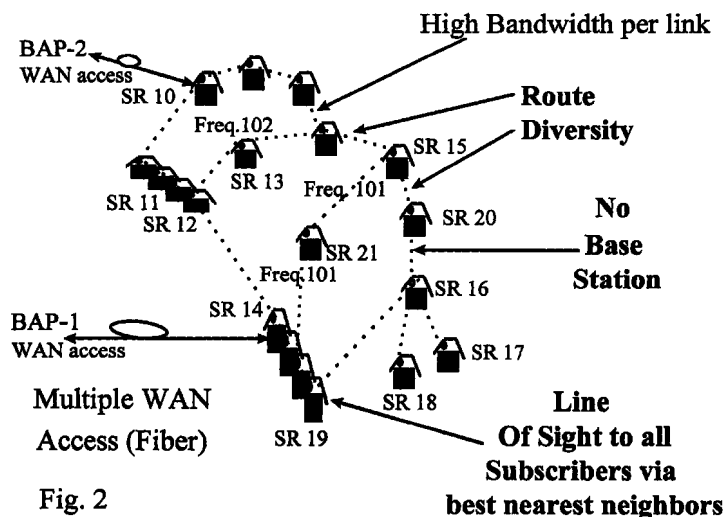 High Bandwidth per link
BAP-2
WAN access
SR 10
Route
Diversity
Freq.102
SR 15
SR 13
Freq. 101
SR 11
SR 12
SR 20
No
Base
Station
SR 21
Freq.101
SR 16
SR 14
BAP-1
WAN access
SR 17
SR 18
Multiple WAN
Access (Fiber)
SR 19
Line
Of Sight to all
Subscribers via
best nearest neighbors
Fig. 2